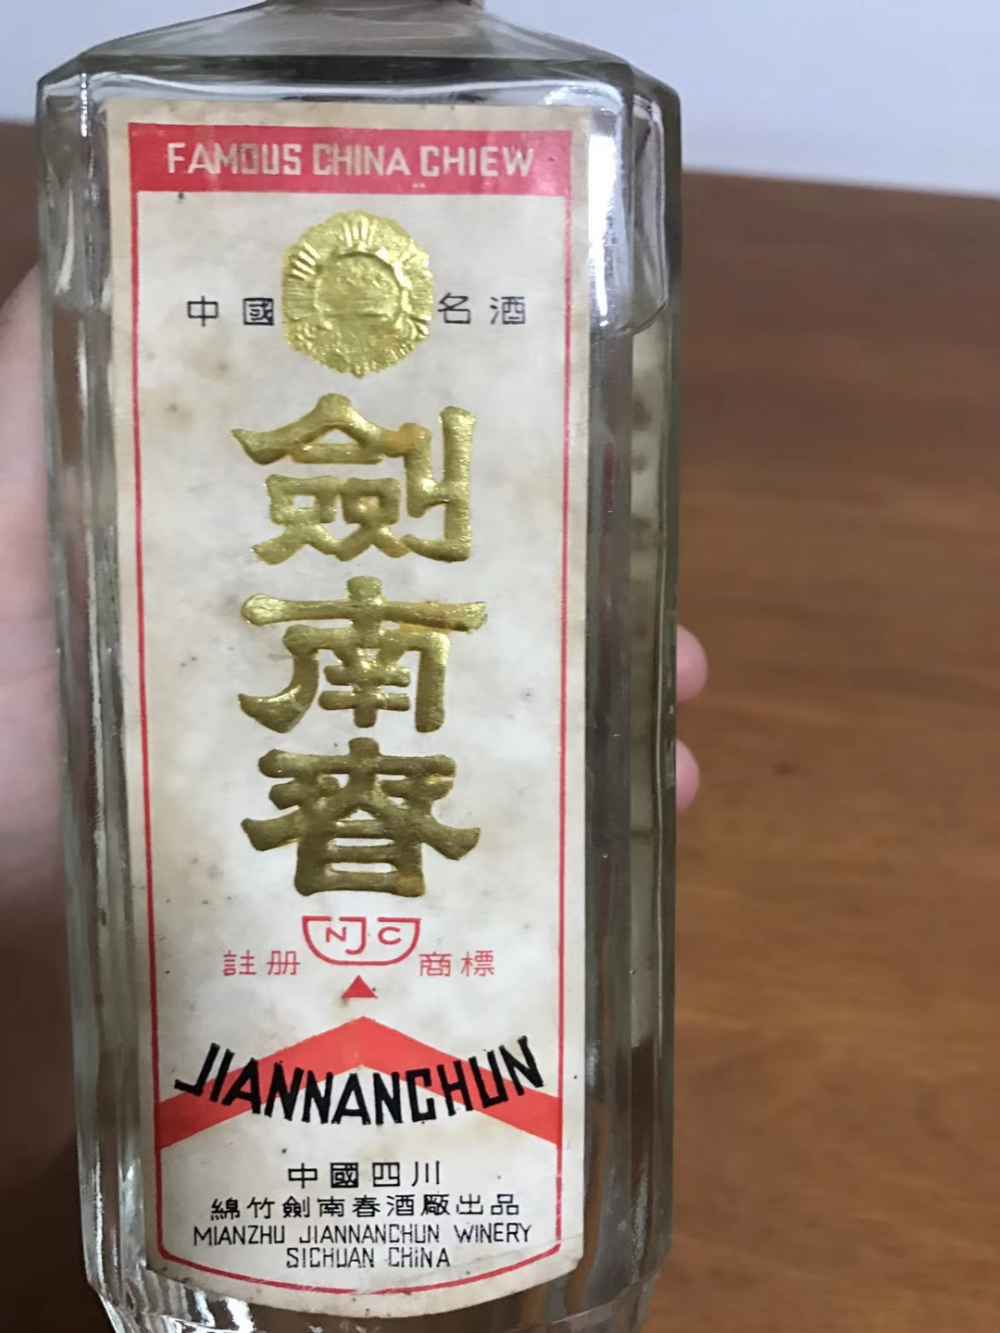 FAMOUS CHINA CHIEW
中國名酒
劍南春
NJC
註册商標
JIANNANCHUN
中國四川
綿竹劍南春酒廠出品
MIANZHU JIANNANCHUN WINERY
SICHUAN CHINA